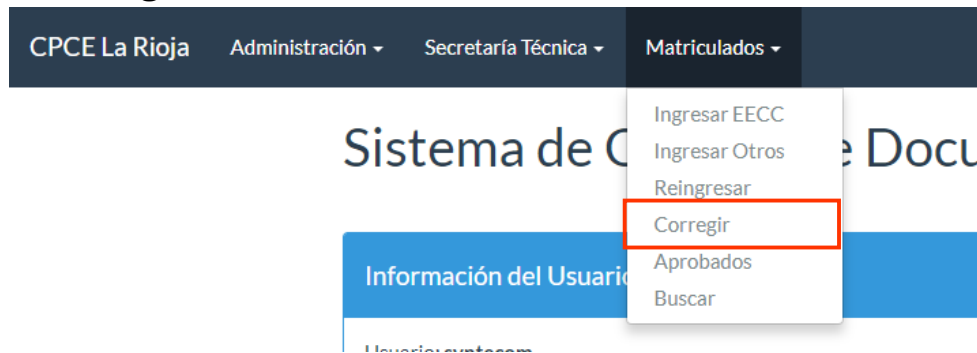 CPCE La Rioja Administración Secretaría Técnica Matriculados
Ingresar EECC
Sistema de
Docu
Ingresar Otros
Reingresar
Corregir
Información del Usuario
Aprobados
Buscar